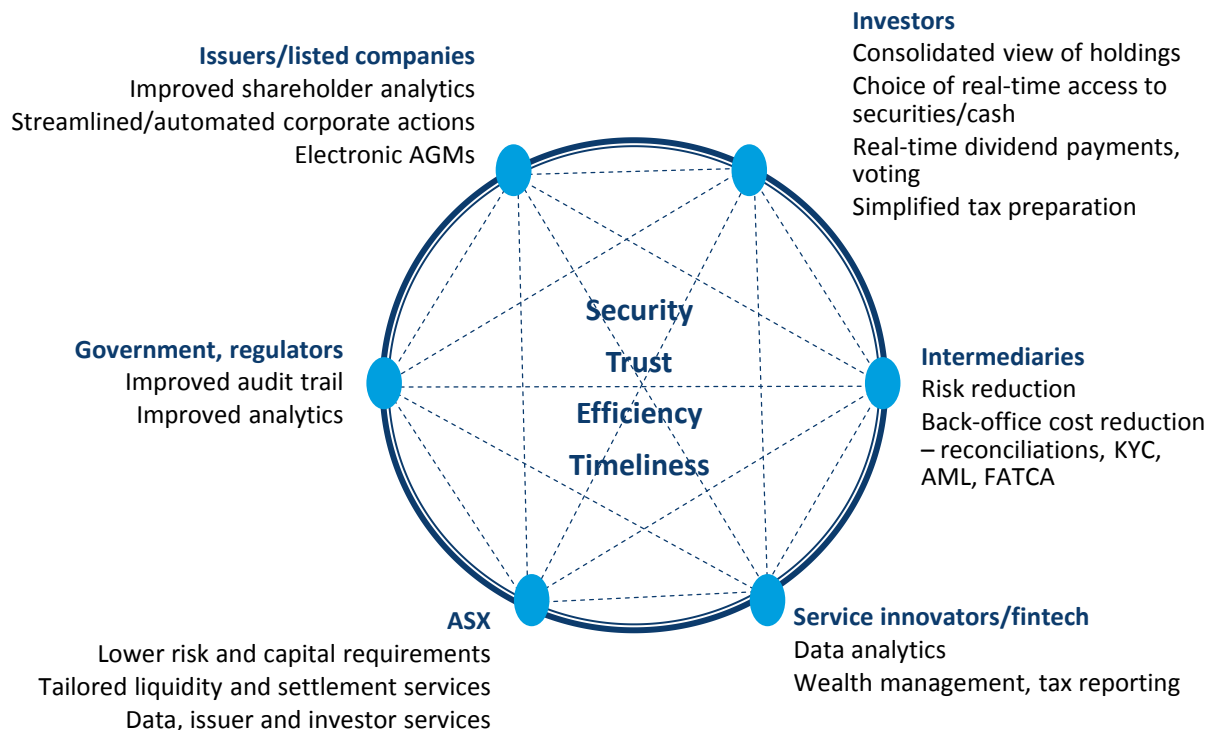 Issuers/listed companies
Improved shareholder analytics
Streamlined/automated corporate actions
Electronic AGMs
Investors
Consolidated view of holdings
Choice of real-time access to
securities/cash
Real-time dividend payments,
voting
Simplified tax preparation
Security
Trust
Efficiency
Timeliness
Government, regulators
Improved audit trail
Improved analytics
Intermediaries
Risk reduction
Back-office cost reduction
– reconciliations, KYC,
AML, FATCA
ASX
Lower risk and capital requirements
Tailored liquidity and settlement services
Data, issuer and investor services
Service innovators/fintech
Data analytics
Wealth management, tax reporting